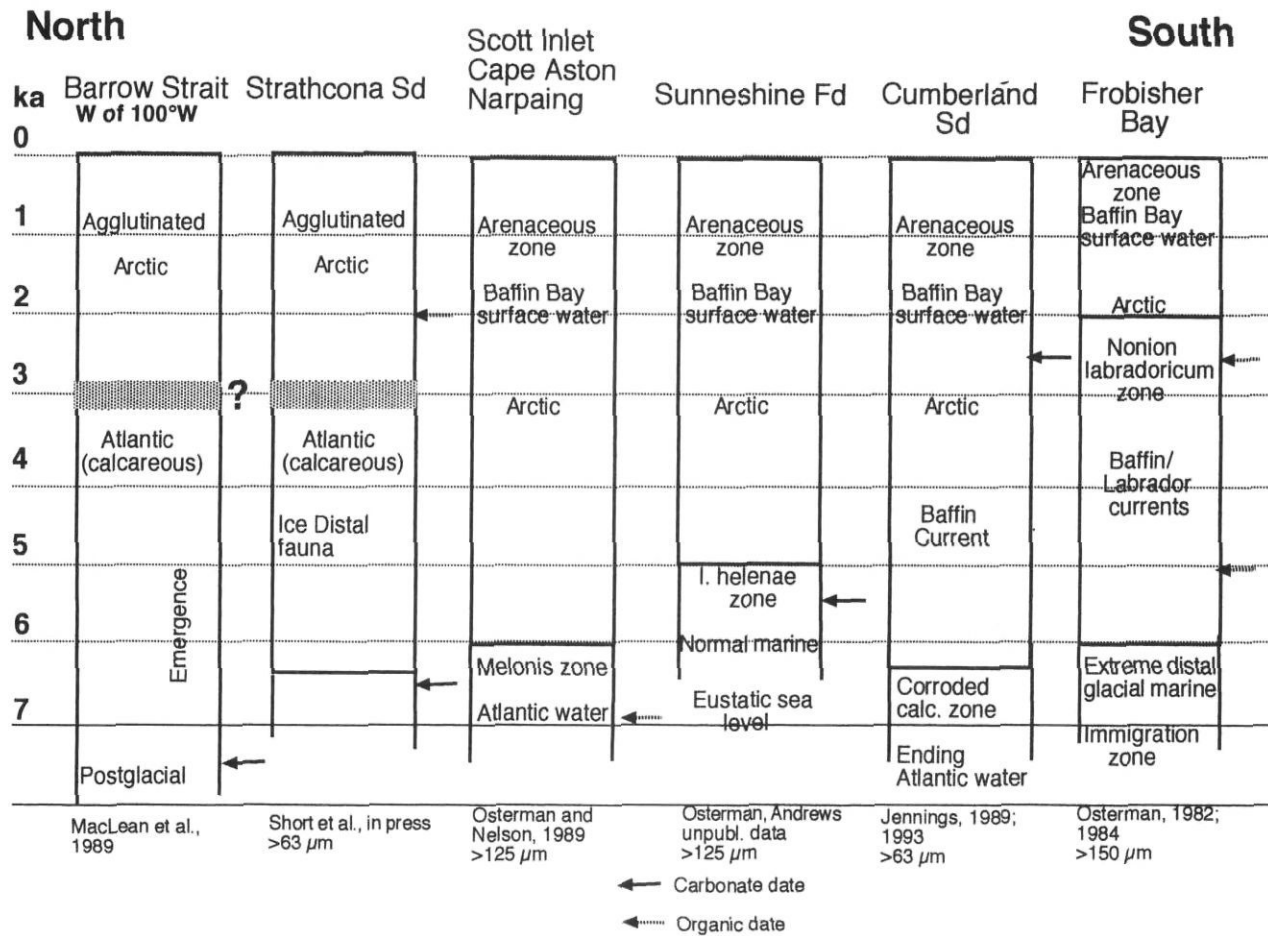 North
South
ka
0
1
2
3
4
5
6
7
Barrow Strait
W of 100°W
Agglutinated
Arctic
?
Atlantic
(calcareous)
Emergence
Postglacial
MacLean et al.,
1989
Strathcona Sd
Agglutinated
Arctic
Atlantic
(calcareous)
Ice Distal
fauna
Short et al., in press
>63 µm
Scott Inlet
Cape Aston
Narpaing
Arenaceous
zone
Baffin Bay
surface water
Arctic
Melonis zone
Atlantic water
Osterman and
Nelson, 1989
>125 µm
Sunneshine Fd
Arenaceous
zone
Baffin Bay
surface water
Arctic
I. helenae
zone
Normal marine
Eustatic sea
level
Osterman, Andrews
unpubl. data
>125 µm
Cumberland
Sd
Arenaceous
zone
Baffin Bay
surface water
Arctic
Baffin
Current
Corroded
calc. zone
Ending
Atlantic water
Jennings, 1989;
1993
>63 µm
Frobisher
Bay
Arenaceous
zone
Baffin Bay
surface water
Arctic
Nonion
labradoricum
zone
Baffin/
Labrador
currents
Extreme distal
glacial marine
Immigration
zone
Osterman, 1982;
1984
>150 µm
Carbonate date
Organic date